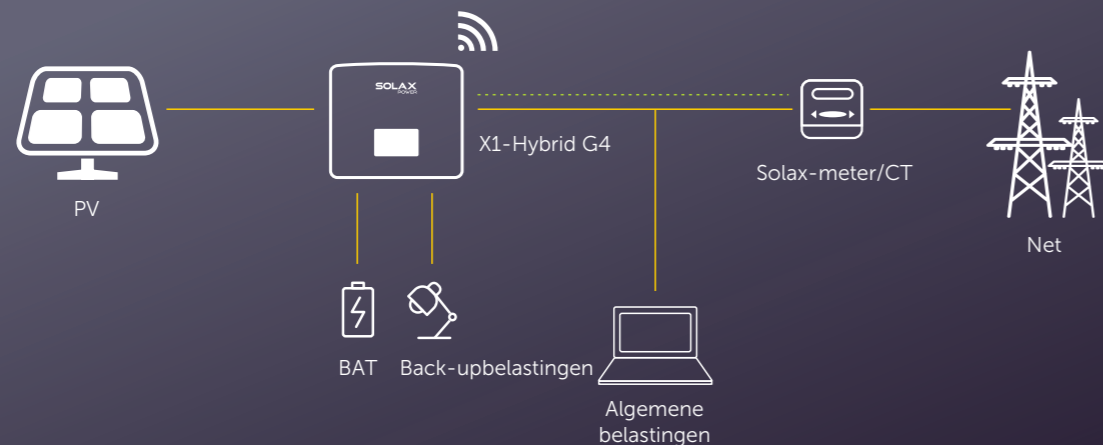 SOLAX
POWER
X1-Hybrid G4
Solax-meter/CT
PV
Net
BAT
Back-upbelastingen
Algemene
belastingen